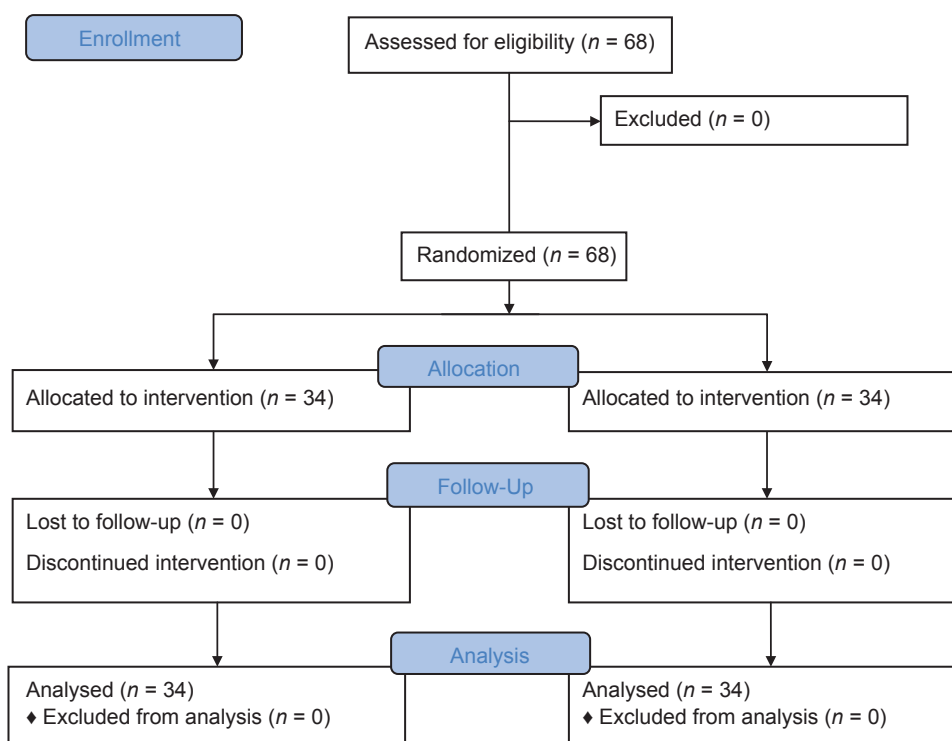 Enrollment
Assessed for eligibility (n = 68)
Excluded (n = 0)
Randomized (n = 68)
Allocation
Allocated to intervention (n = 34)
Allocated to intervention (n = 34)
Follow-Up
Lost to follow-up (n = 0)
Discontinued intervention (n = 0)
Lost to follow-up (n = 0)
Discontinued intervention (n = 0)
Analysis
Analysed (n = 34)
♦ Excluded from analysis (n = 0)
Analysed (n = 34)
♦ Excluded from analysis (n = 0)